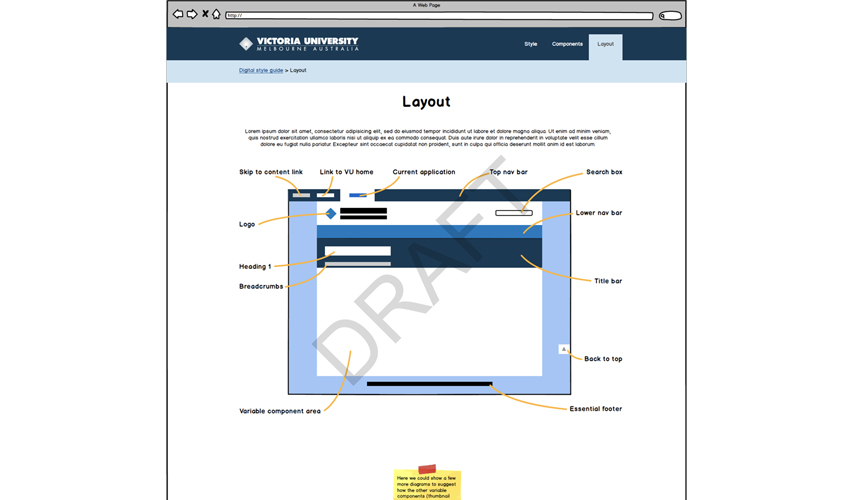 A Web Page
http://
VICTORIA UNIVERSITY
MELBOURNE AUSTRALIA
Style
Components
Layout
Digital style guide > Layout
Layout
Lorem ipsum dolor sit amet, consectetur adipisicing elit, sed do eiusmod tempor incididunt ut labore et dolore magna aliqua. Ut enim ad minim veniam,
quis nostrud exercitation ullamco laboris nisi ut aliquip ex ea commodo consequat. Duis aute irure dolor in reprehenderit in voluptate velit esse cillum
dolore eu fugiat nulla pariatur. Excepteur sint occaecat cupidatat non proident, sunt in culpa qui officia deserunt mollit anim id est laborum.
Skip to content link
Link to VU home
Current application
Top nav bar
Search box
Lower nav bar
Logo
Heading 1
Title bar
Breadcrumbs
DRAFT
Back to top
Variable component area
Essential footer
Here we could show a few
more diagrams to suggest
how the other variable
components (thumbnail